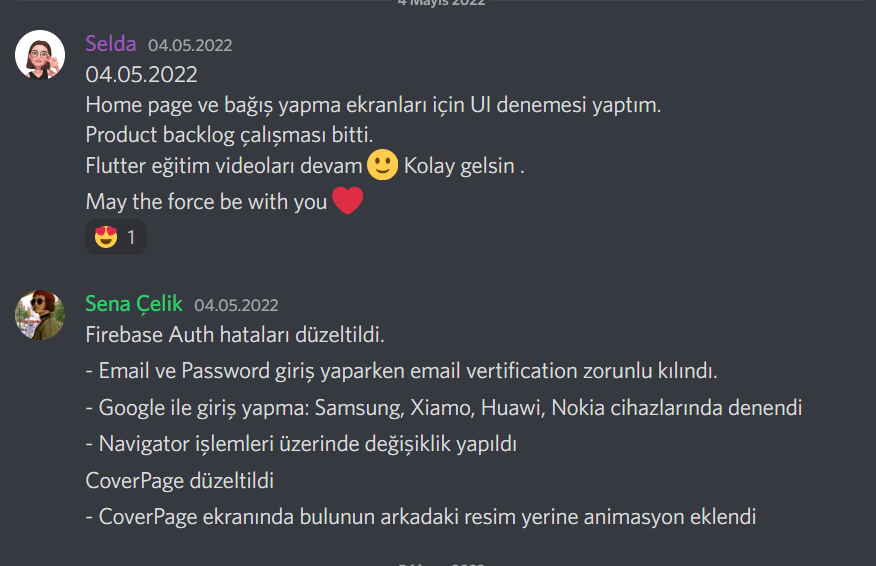 4 Mayıs 2022
Selda 04.05.2022
04.05.2022
Home page ve bağış yapma ekranları için UI denemesi yaptım.
Product backlog çalışması bitti.
Flutter eğitim videoları devam 🙂 Kolay gelsin .
May the force be with you ❤️
😍 1
Sena Çelik 04.05.2022
Firebase Auth hataları düzeltildi.
- Email ve Password giriş yaparken email vertification zorunlu kılındı.
- Google ile giriş yapma: Samsung, Xiamo, Huawi, Nokia cihazlarında denendi
- Navigator işlemleri üzerinde değişiklik yapıldı
CoverPage düzeltildi
- CoverPage ekranında bulunun arkadaki resim yerine animasyon eklendi